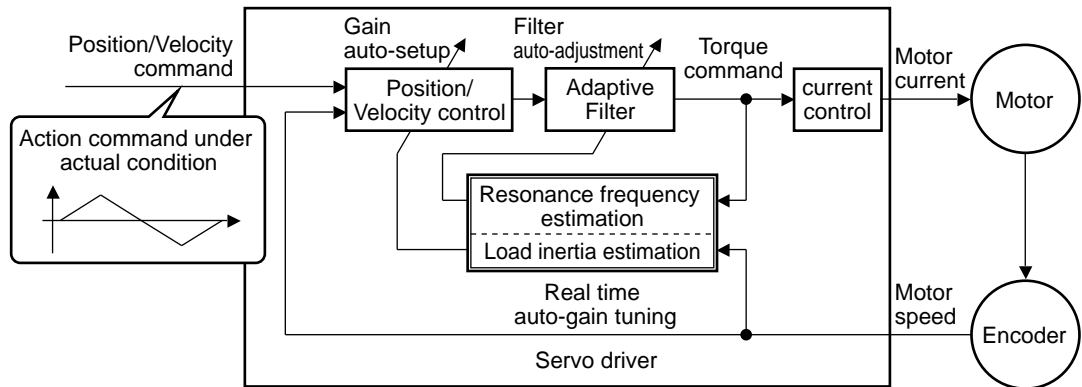 Position/Velocity
command
Gain
auto-setup
Filter
auto-adjustment
Torque
command
Motor
current
Position/
Velocity control
Adaptive
Filter
current
control
Motor
Action command under
actual condition
Resonance frequency
estimation
Load inertia estimation
Real time
auto-gain tuning
Motor
speed
Encoder
Servo driver